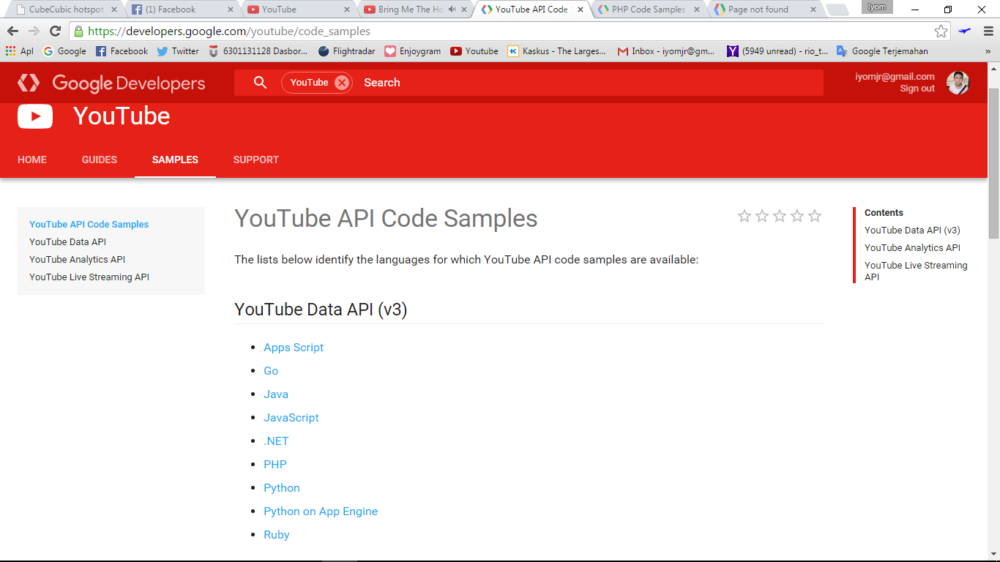 CubeCubic hotspot
(1) Facebook
YouTube
Bring Me The Ho
YouTube API Code
PHP Code Samples
Page not found
iyom
https://developers.google.com/youtube/code_samples
Apl
Google
Facebook
Twitter
6301131128 Dasbor...
Flightradar
Enjoygram
Youtube
Kaskus - The Larges...
Inbox - iyomjr@gm...
(5949 unread) - rio_t...
Google Terjemahan
»
Google Developers
YouTube
Search
iyomjr@gmail.com
Sign out
YouTube
HOME
GUIDES
SAMPLES
SUPPORT
YouTube API Code Samples
YouTube Data API
YouTube Analytics API
YouTube Live Streaming API
YouTube API Code Samples
The lists below identify the languages for which YouTube API code samples are available:
YouTube Data API (v3)
Apps Script
Go
Java
JavaScript
.NET
PHP
Python
Python on App Engine
Ruby
Contents
YouTube Data API (v3)
YouTube Analytics API
YouTube Live Streaming
API